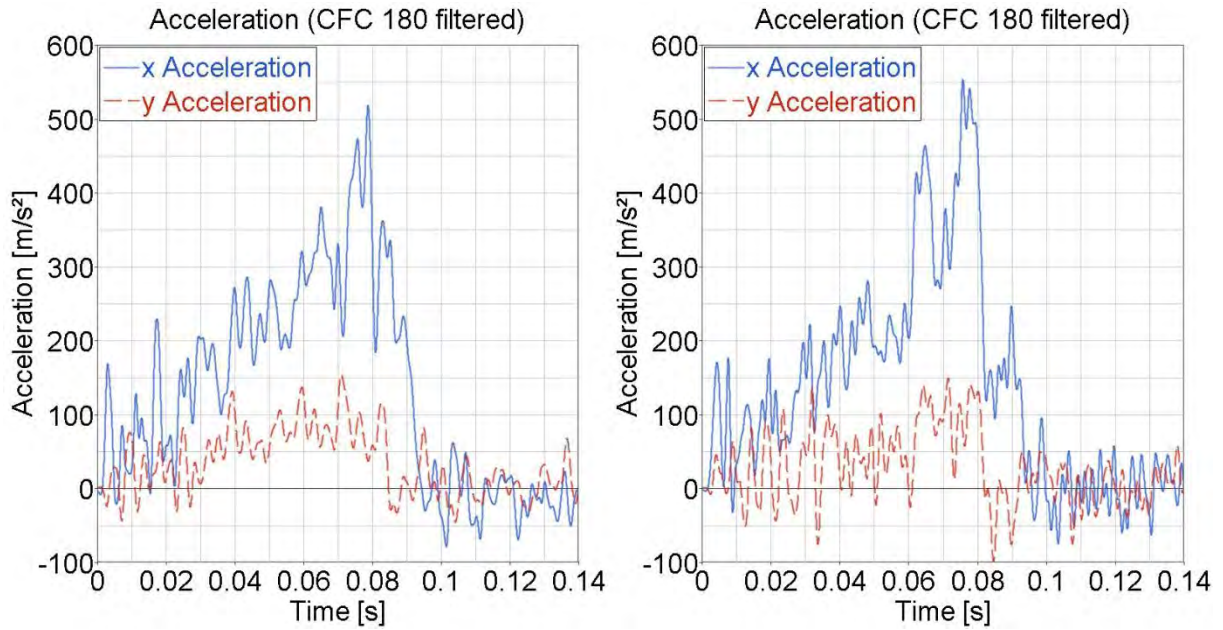 Acceleration (CFC 180 filtered)
600
500
400
300
200
100
0
-100
Acceleration [m/s²]
x Acceleration
y Acceleration
0 0.02 0.04 0.06 0.08 0.1 0.12 0.14
Time [s]
Acceleration (CFC 180 filtered)
600
500
400
300
200
100
0
-100
Acceleration [m/s²]
x Acceleration
y Acceleration
0 0.02 0.04 0.06 0.08 0.1 0.12 0.14
Time [s]